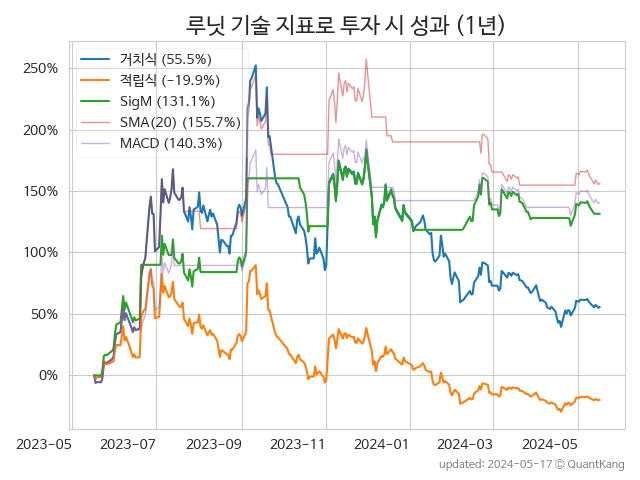 루닛 기술 지표로 투자 시 성과 (1년)
거치식 (55.5%)
적립식 (-19.9%)
SigM (131.1%)
SMA(20) (155.7%)
MACD (140.3%)
250%
200%
150%
100%
50%
0%
2023-05 2023-07 2023-09 2023-11 2024-01 2024-03 2024-05
updated: 2024-05-17 © QuantKang